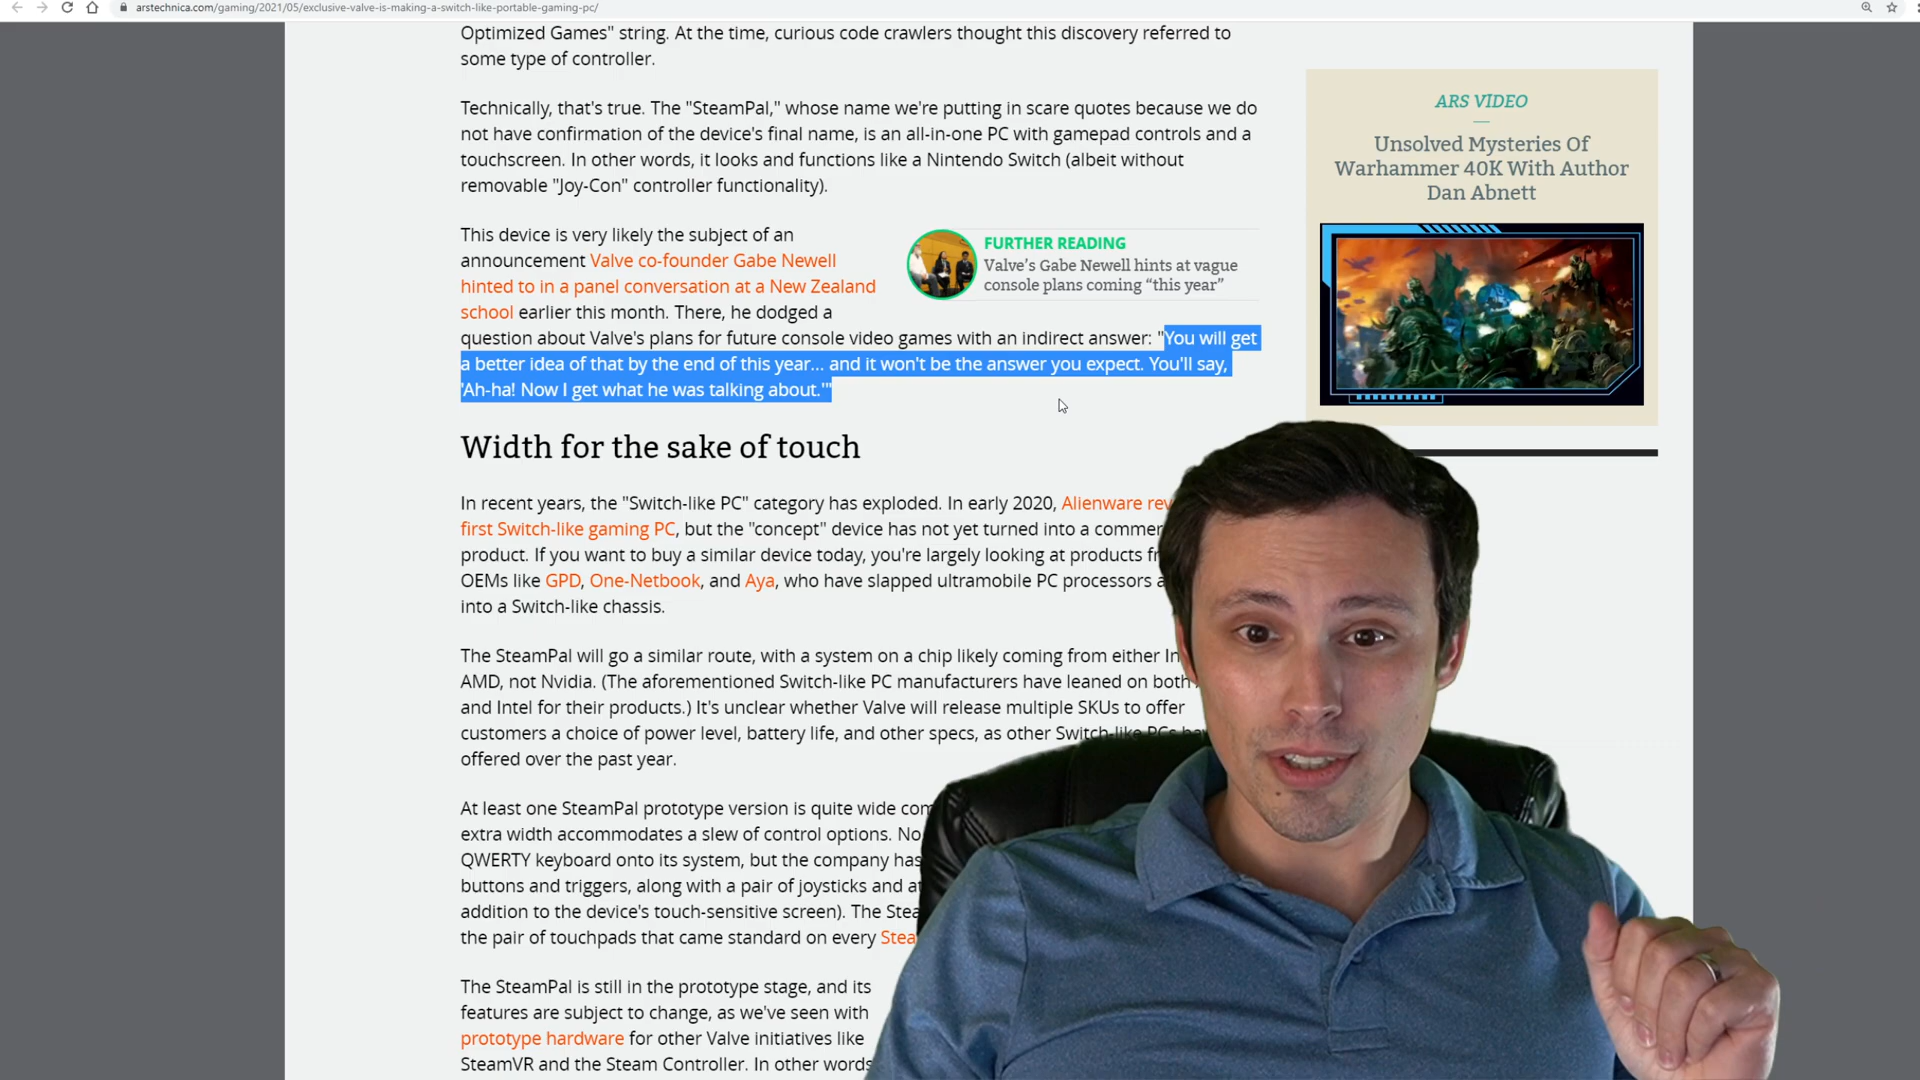 arstechnica.com/gaming/2021/05/exclusive-valve-is-making-a-switch-like-portable-gaming-pc/
Optimized Games" string. At the time, curious code crawlers thought this discovery referred to
some type of controller.
Technically, that's true. The "SteamPal," whose name we're putting in scare quotes because we do
not have confirmation of the device's final name, is an all-in-one PC with gamepad controls and a
touchscreen. In other words, it looks and functions like a Nintendo Switch (albeit without
removable "Joy-Con" controller functionality).
This device is very likely the subject of an
announcement Valve co-founder Gabe Newell
hinted to in a panel conversation at a New Zealand
school earlier this month. There, he dodged a
question about Valve's plans for future console video games with an indirect answer: "You will get
a better idea of that by the end of this year... and it won't be the answer you expect. You'll say,
'Ah-ha! Now I get what he was talking about.'"
FURTHER READING
Valve's Gabe Newell hints at vague
console plans coming "this year"
Width for the sake of touch
In recent years, the "Switch-like PC" category has exploded. In early 2020, Alienware rev
first Switch-like gaming PC, but the "concept" device has not yet turned into a commer
product. If you want to buy a similar device today, you're largely looking at products f
OEMs like GPD, One-Netbook, and Aya, who have slapped ultramobile PC processors a
into a Switch-like chassis.
The SteamPal will go a similar route, with a system on a chip likely coming from either In
AMD, not Nvidia. (The aforementioned Switch-like PC manufacturers have leaned on both
and Intel for their products.) It's unclear whether Valve will release multiple SKUs to offer
customers a choice of power level, battery life, and other specs, as other Switch-like PCs ha
offered over the past year.
At least one SteamPal prototype version is quite wide com
extra width accommodates a slew of control options. No
QWERTY keyboard onto its system, but the company has
buttons and triggers, along with a pair of joysticks and at
addition to the device's touch-sensitive screen). The Stea
the pair of touchpads that came standard on every Stea
The SteamPal is still in the prototype stage, and its
features are subject to change, as we've seen with
prototype hardware for other Valve initiatives like
SteamVR and the Steam Controller. In other words
ARS VIDEO
Unsolved Mysteries Of
Warhammer 40K With Author
Dan Abnett